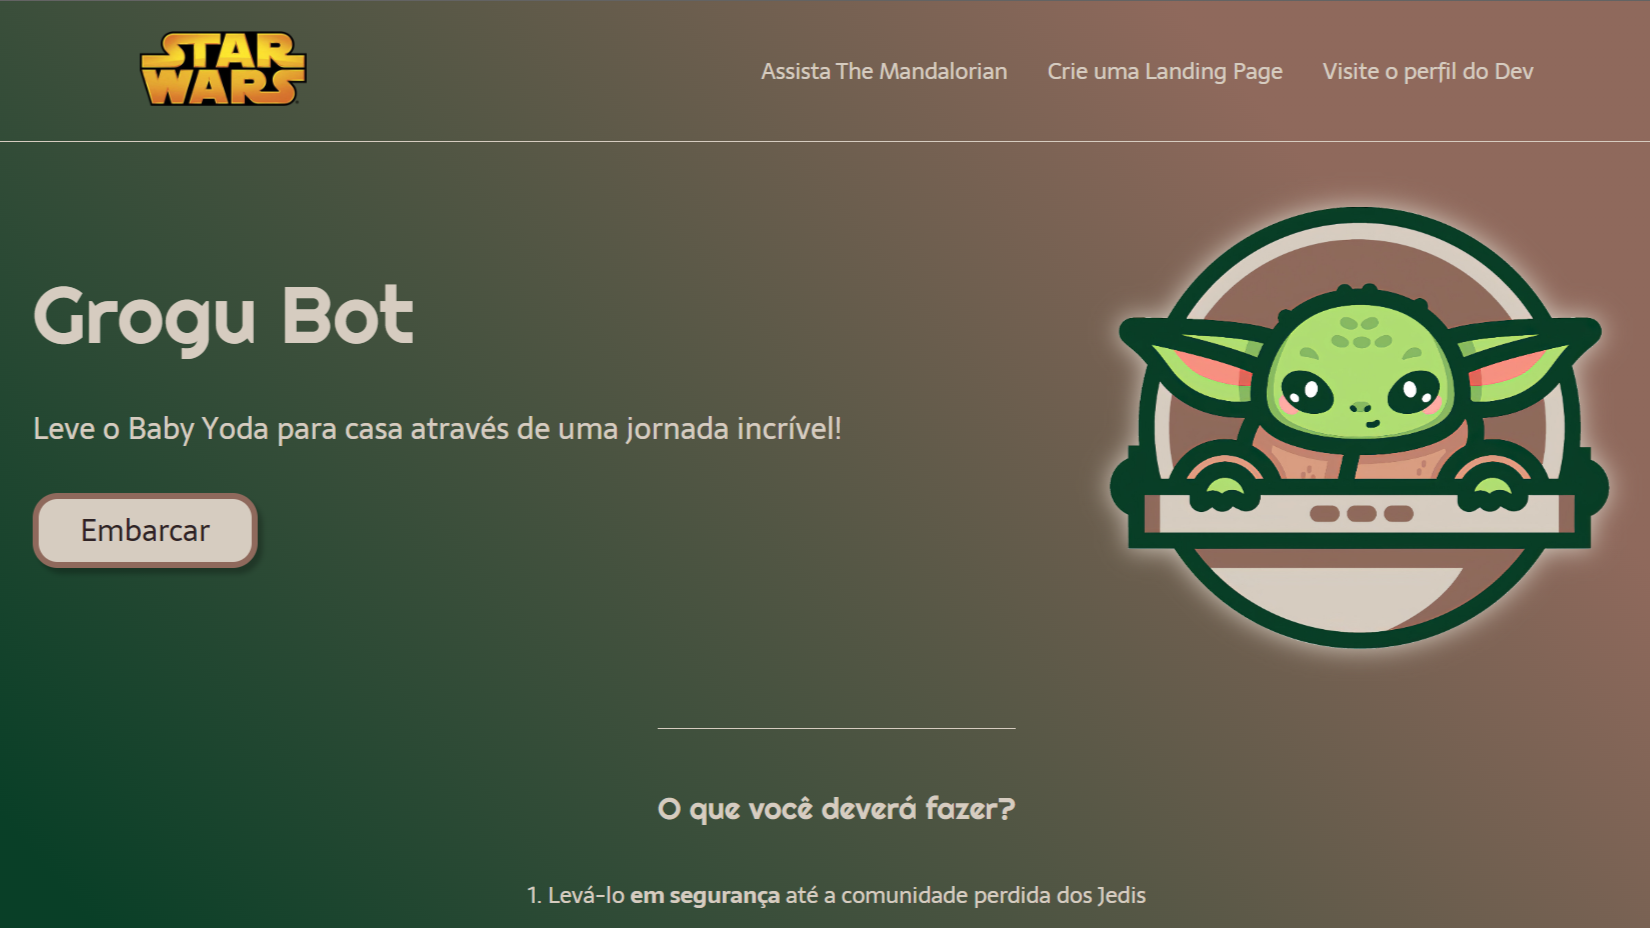 STAR
WARS
Assista The Mandalorian Crie uma Landing Page Visite o perfil do Dev
Grogu Bot
Leve o Baby Yoda para casa através de uma jornada incrível!
Embarcar
O que você deverá fazer?
1. Levá-lo em segurança até a comunidade perdida dos Jedis